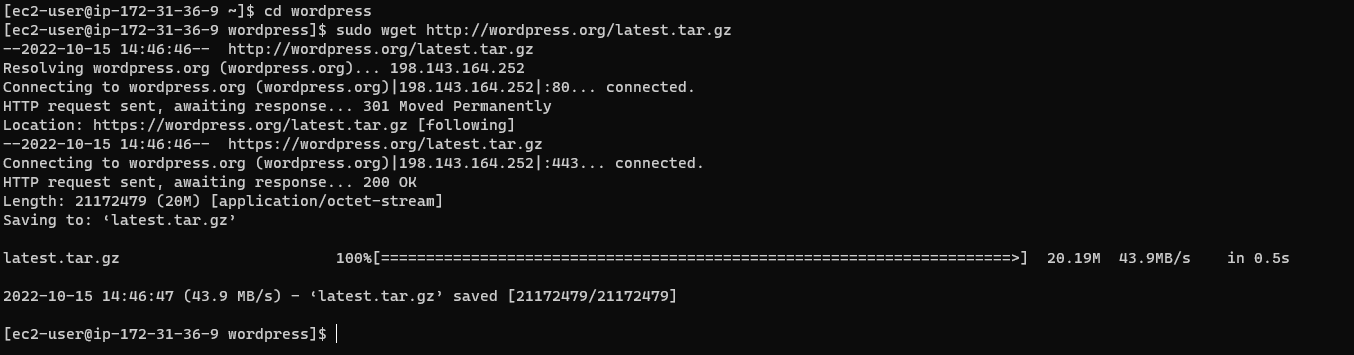 [ec2-user@ip-172-31-36-9 ~]$ cd wordpress
[ec2-user@ip-172-31-36-9 wordpress]$ sudo wget http://wordpress.org/latest.tar.gz
--2022-10-15 14:46:46--  http://wordpress.org/latest.tar.gz
Resolving wordpress.org (wordpress.org)... 198.143.164.252
Connecting to wordpress.org (wordpress.org)|198.143.164.252|:80... connected.
HTTP request sent, awaiting response... 301 Moved Permanently
Location: https://wordpress.org/latest.tar.gz [following]
--2022-10-15 14:46:46--  https://wordpress.org/latest.tar.gz
Connecting to wordpress.org (wordpress.org)|198.143.164.252|:443... connected.
HTTP request sent, awaiting response... 200 OK
Length: 21172479 (20M) [application/octet-stream]
Saving to: ‘latest.tar.gz’
latest.tar.gz                        100%[======================================================================>]  20.19M  43.9MB/s    in 0.5s
2022-10-15 14:46:47 (43.9 MB/s) - ‘latest.tar.gz’ saved [21172479/21172479]
[ec2-user@ip-172-31-36-9 wordpress]$